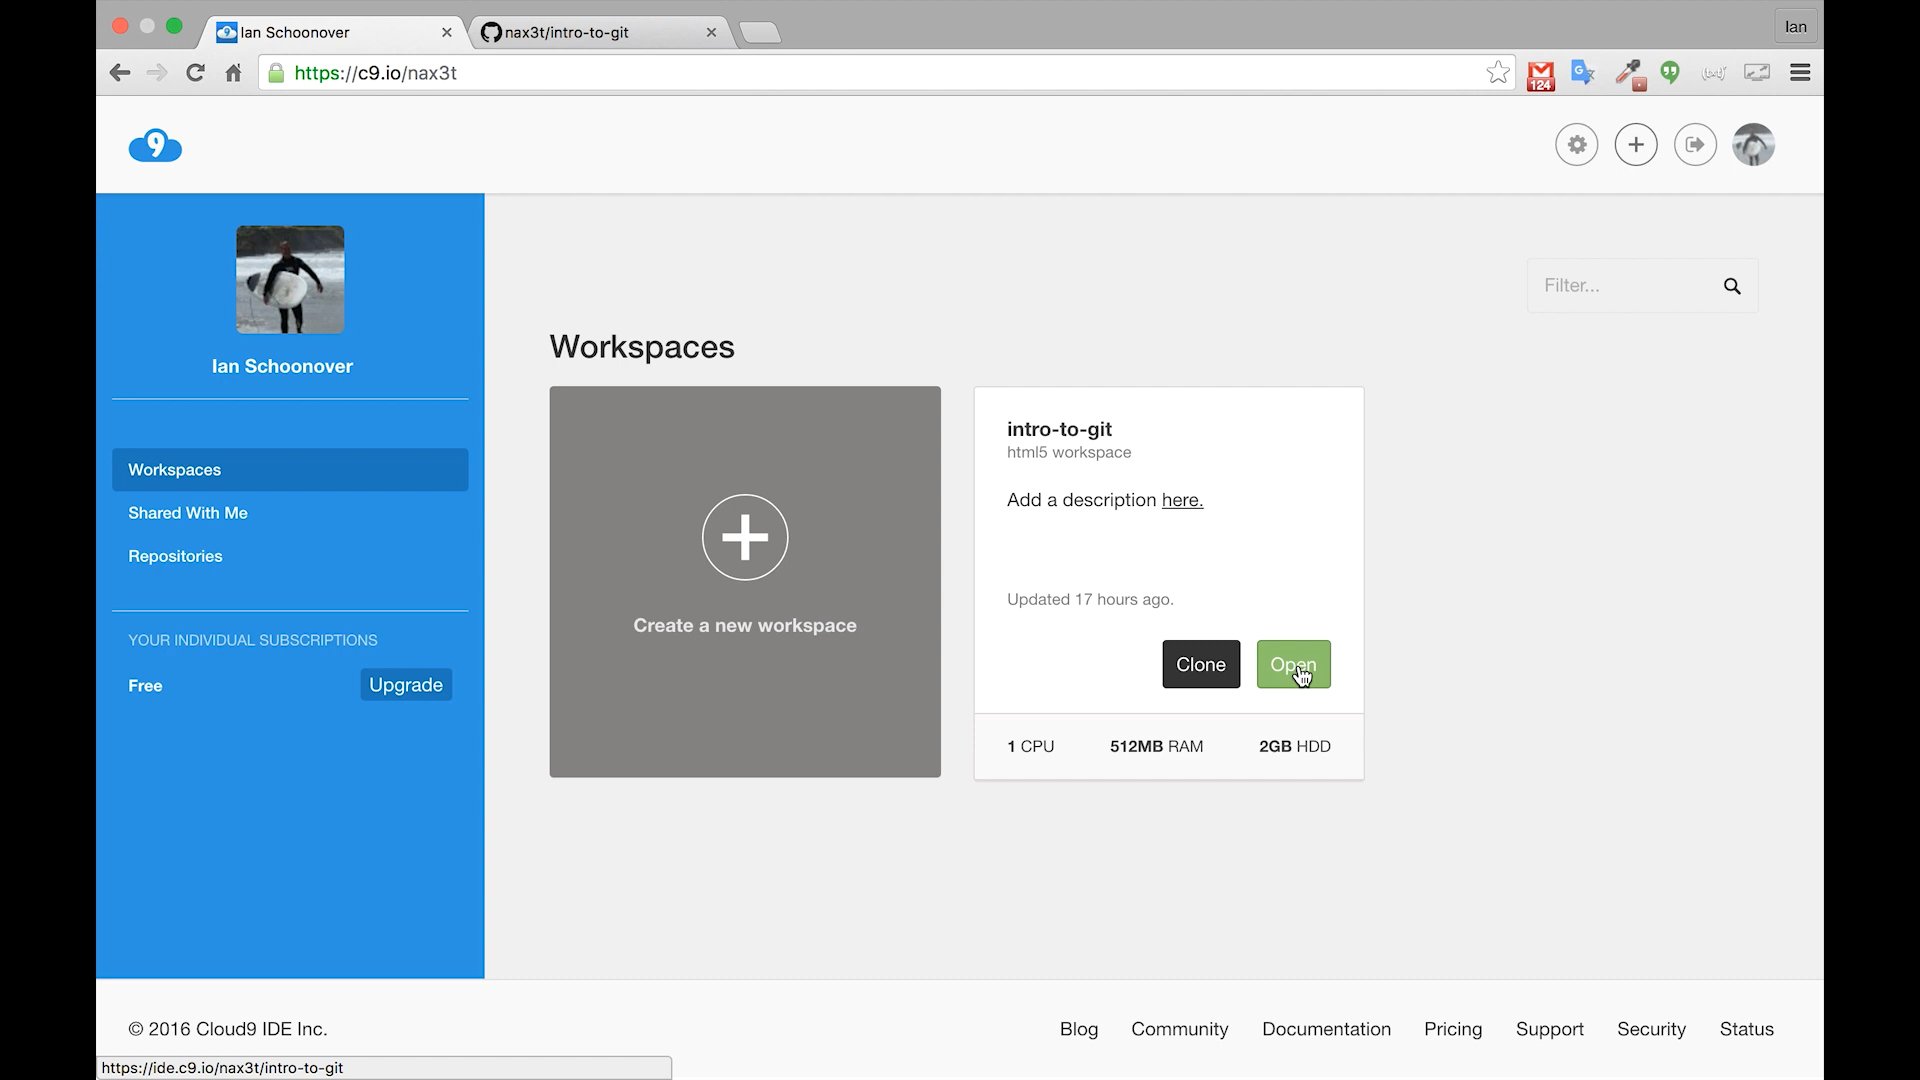 Ian Schoonover
nax3t/intro-to-git
Ian
https://c9.io/nax3t
124
9
Ian Schoonover
Workspaces
Shared With Me
Repositories
YOUR INDIVIDUAL SUBSCRIPTIONS
Free
Upgrade
Filter...
Workspaces
Create a new workspace
intro-to-git
html5 workspace
Add a description here.
Updated 17 hours ago.
Clone
Open
1 CPU
512MB RAM
2GB HDD
© 2016 Cloud9 IDE Inc.
Blog
Community
Documentation
Pricing
Support
Security
Status
https://ide.c9.io/nax3t/intro-to-git